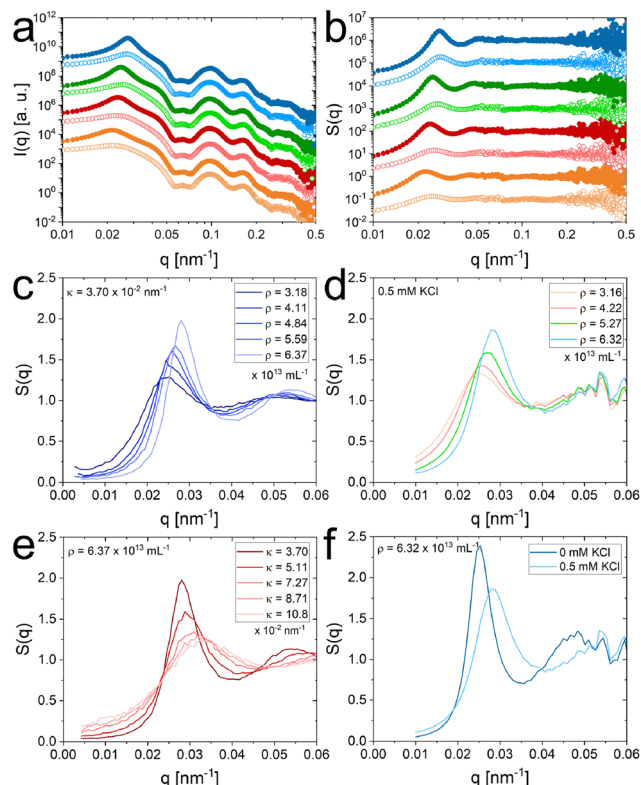 a
10^12
10^10
10^8
10^6
10^4
10^2
10^0
10^-2
I(q) [a. u.]
0.01
0.1
0.5
q [nm^-1]
b
10^7
10^6
10^5
10^4
10^3
10^2
10^1
10^0
10^-1
10^-2
S(q)
0.01
0.1
0.2
0.5
q [nm^-1]
c
κ = 3.70 x 10^-2 nm^-1
ρ = 3.18
ρ = 4.11
ρ = 4.84
ρ = 5.59
ρ = 6.37
x 10^13 mL^-1
2.5
2.0
1.5
1.0
0.5
0.0
S(q)
0.00 0.01 0.02 0.03 0.04 0.05 0.06
q [nm^-1]
d
0.5 mM KCl
ρ = 3.16
ρ = 4.22
ρ = 5.27
ρ = 6.32
x 10^13 mL^-1
2.5
2.0
1.5
1.0
0.5
0.0
S(q)
0.00 0.01 0.02 0.03 0.04 0.05 0.06
q [nm^-1]
e
ρ = 6.37 x 10^13 mL^-1
κ = 3.70
κ = 5.11
κ = 7.27
κ = 8.71
κ = 10.8
x 10^-2 nm^-1
2.5
2.0
1.5
1.0
0.5
0.0
S(q)
0.00 0.01 0.02 0.03 0.04 0.05 0.06
q [nm^-1]
f
ρ = 6.32 x 10^13 mL^-1
0 mM KCl
0.5 mM KCl
2.5
2.0
1.5
1.0
0.5
0.0
S(q)
0.00 0.01 0.02 0.03 0.04 0.05 0.06
q [nm^-1]